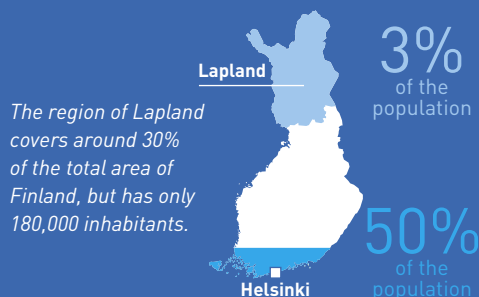 3%
of the
population
Lapland
The region of Lapland
covers around 30%
of the total area of
Finland, but has only
180,000 inhabitants.
50%
of the
population
Helsinki